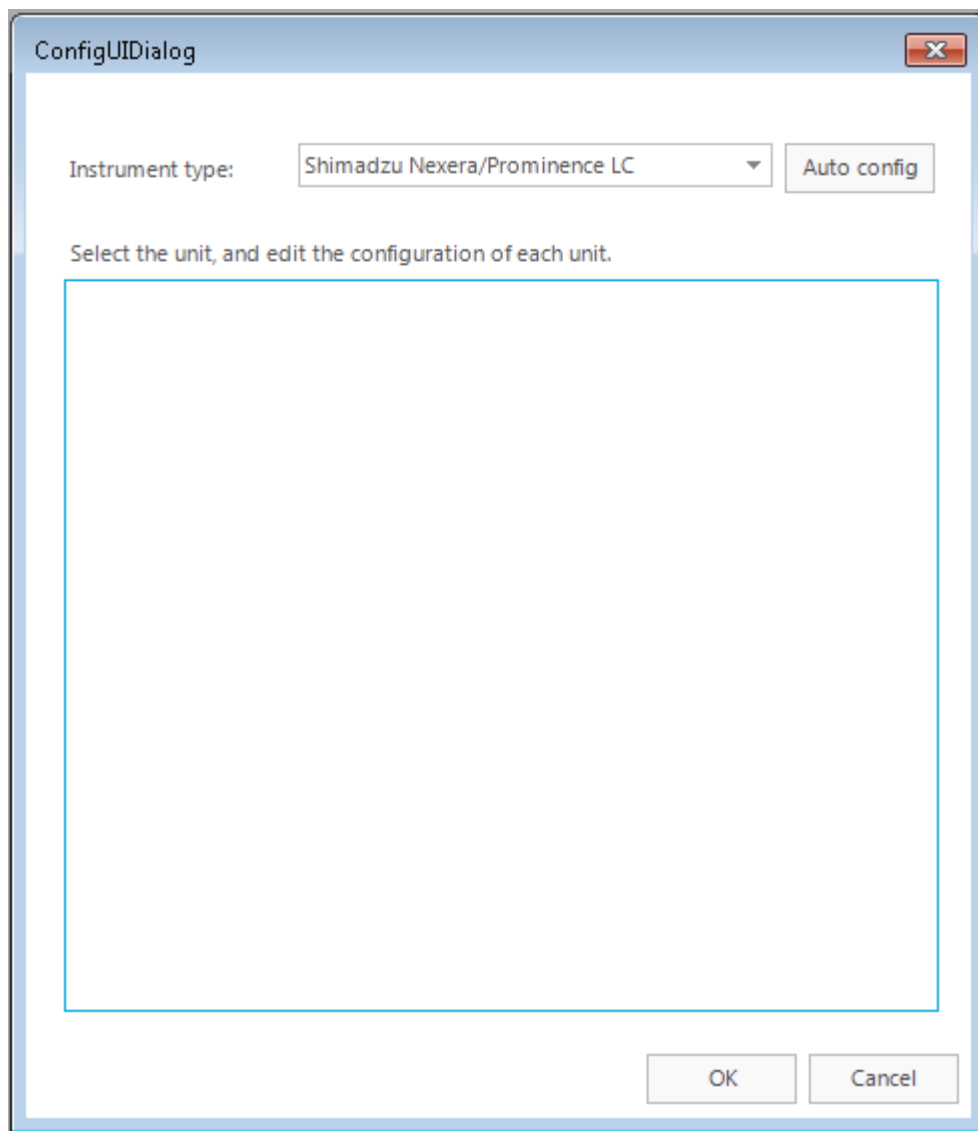 ConfigUIDialog
Instrument type: Shimadzu Nexera/Prominence LC Auto config
Select the unit, and edit the configuration of each unit.
OK Cancel